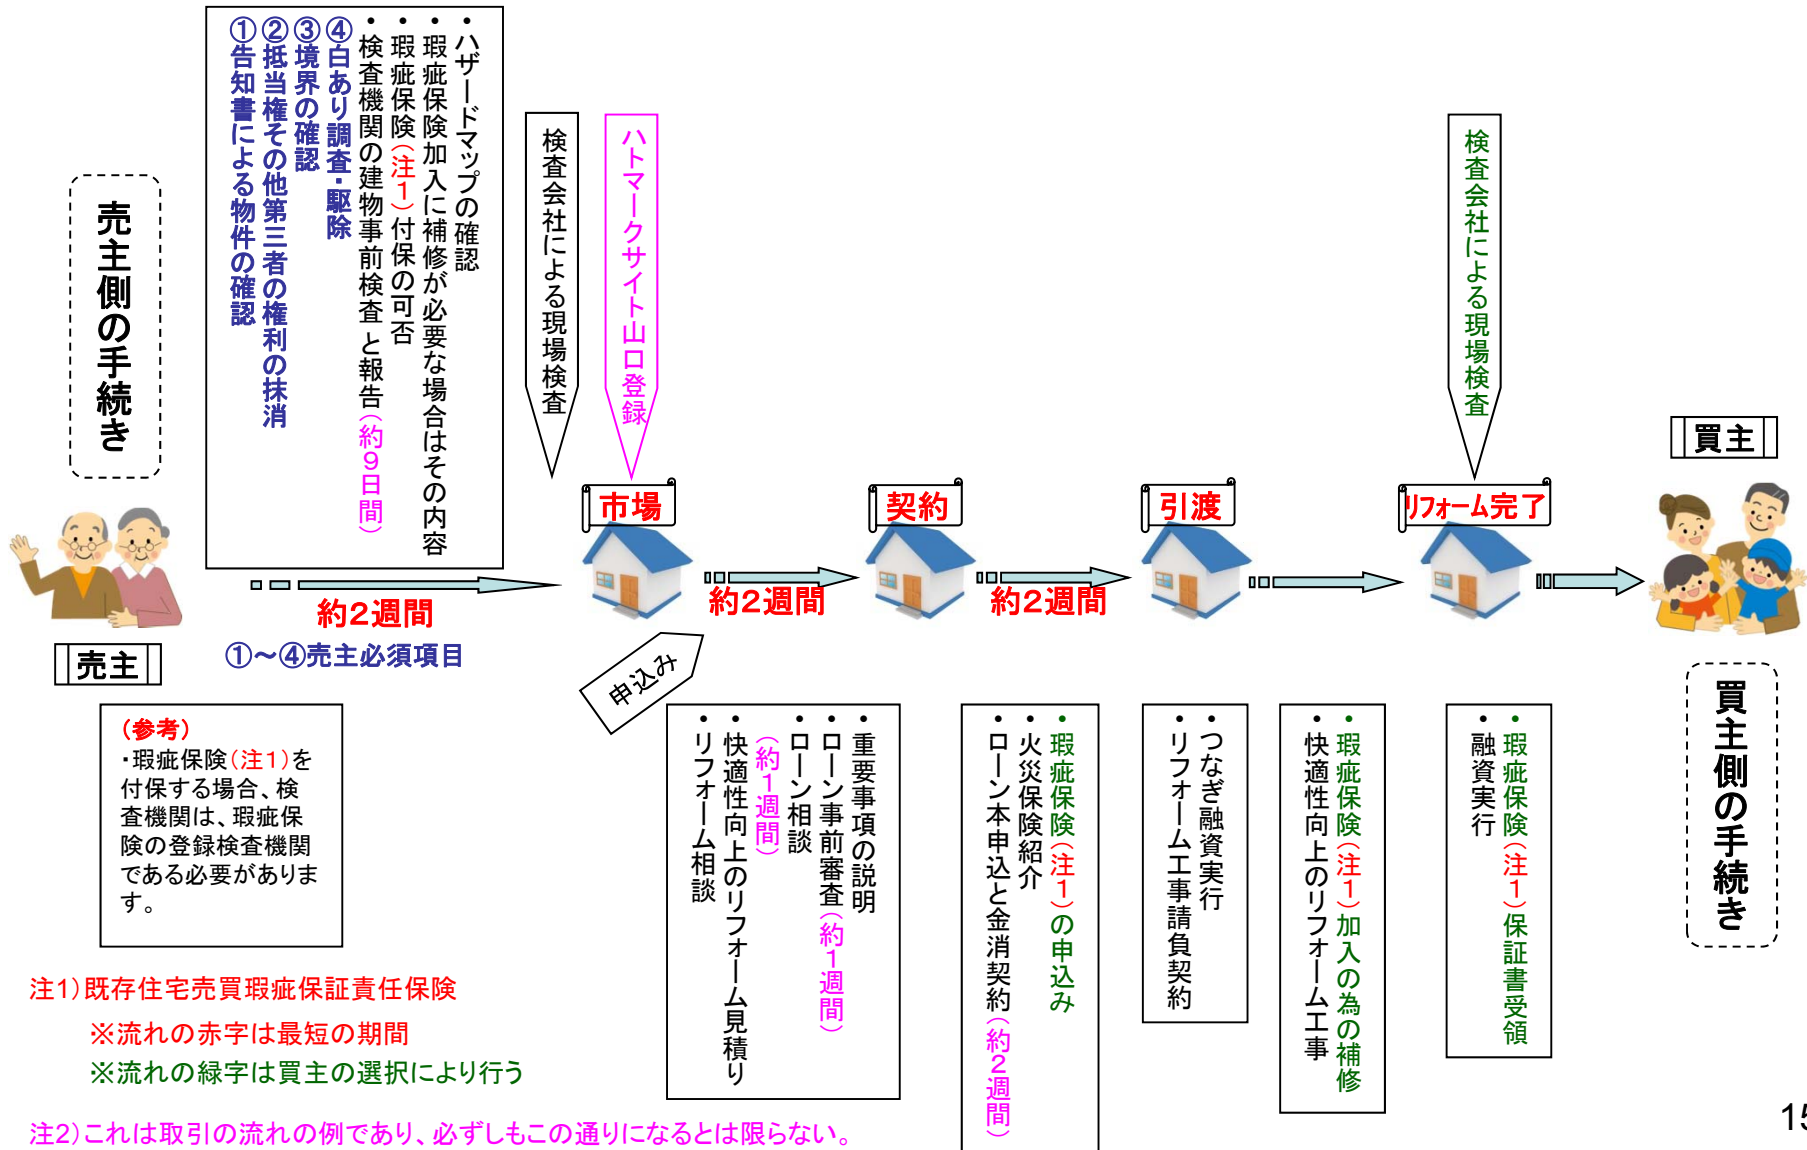 売主側の手続き
・ハザードマップの確認
・瑕疵保険加入に補修が必要な場合はその内容
・瑕疵保険（注１）付保の可否
・検査機関の建物事前検査と報告（約９日間）
④白あり調査・駆除
③境界の確認
②抵当権その他第三者の権利の抹消
①告知書による物件の確認
検査会社による現場検査
ハトマークサイト山口登録
検査会社による現場検査
買主
市場
契約
引渡
リフォーム完了
約２週間
約２週間
約２週間
①～④売主必須項目
売主
申込み
（参考）
・瑕疵保険（注１）を
付保する場合、検
査機関は、瑕疵保
険の登録検査機関
である必要がありま
す。
・重要事項の説明
・ローン事前審査（約１週間）
・ローン相談
（約１週間）
・快適性向上のリフォーム見積り
・リフォーム相談
・瑕疵保険（注１）の申込み
・火災保険紹介
・ローン本申込と金消契約（約２週間）
・つなぎ融資実行
・リフォーム工事請負契約
・瑕疵保険（注１）加入の為の補修
・快適性向上のリフォーム工事
・瑕疵保険（注１）保証書受領
・融資実行
買主側の手続き
注１）既存住宅売買瑕疵保証責任保険
※流れの赤字は最短の期間
※流れの緑字は買主の選択により行う
注２）これは取引の流れの例であり、必ずしもこの通りになるとは限らない。
15